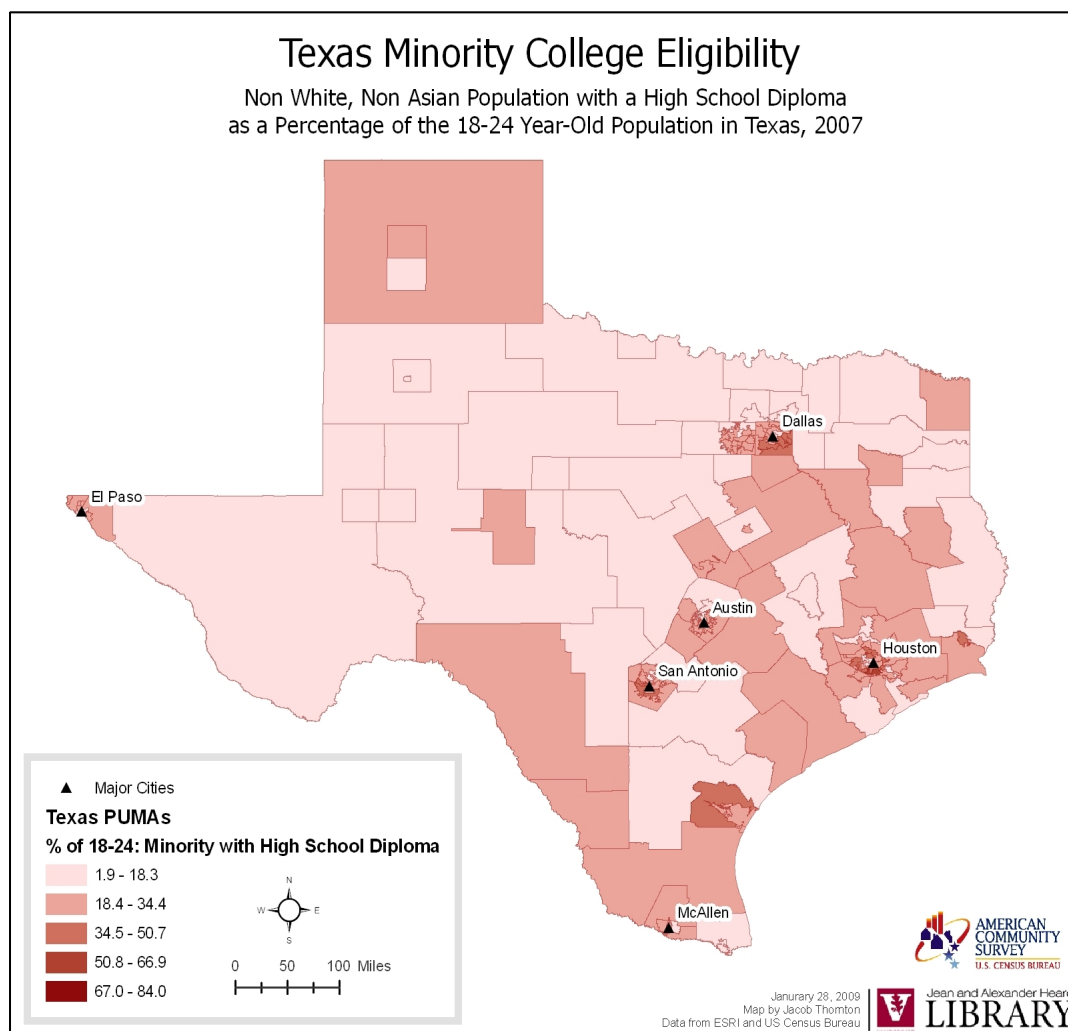 Texas Minority College Eligibility
Non White, Non Asian Population with a High School Diploma
as a Percentage of the 18-24 Year-Old Population in Texas, 2007
Dallas
El Paso
Austin
Houston
San Antonio
McAllen
Major Cities
Texas PUMAs
% of 18-24: Minority with High School Diploma
1.9 - 18.3
18.4 - 34.4
34.5 - 50.7
50.8 - 66.9
67.0 - 84.0
N
W E
S
0 50 100 Miles
AMERICAN
COMMUNITY
SURVEY
U.S. CENSUS BUREAU
Janurary 28, 2009
Map by Jacob Thornton
Data from ESRI and US Census Bureau
V
Jean and Alexander Heard
LIBRARY